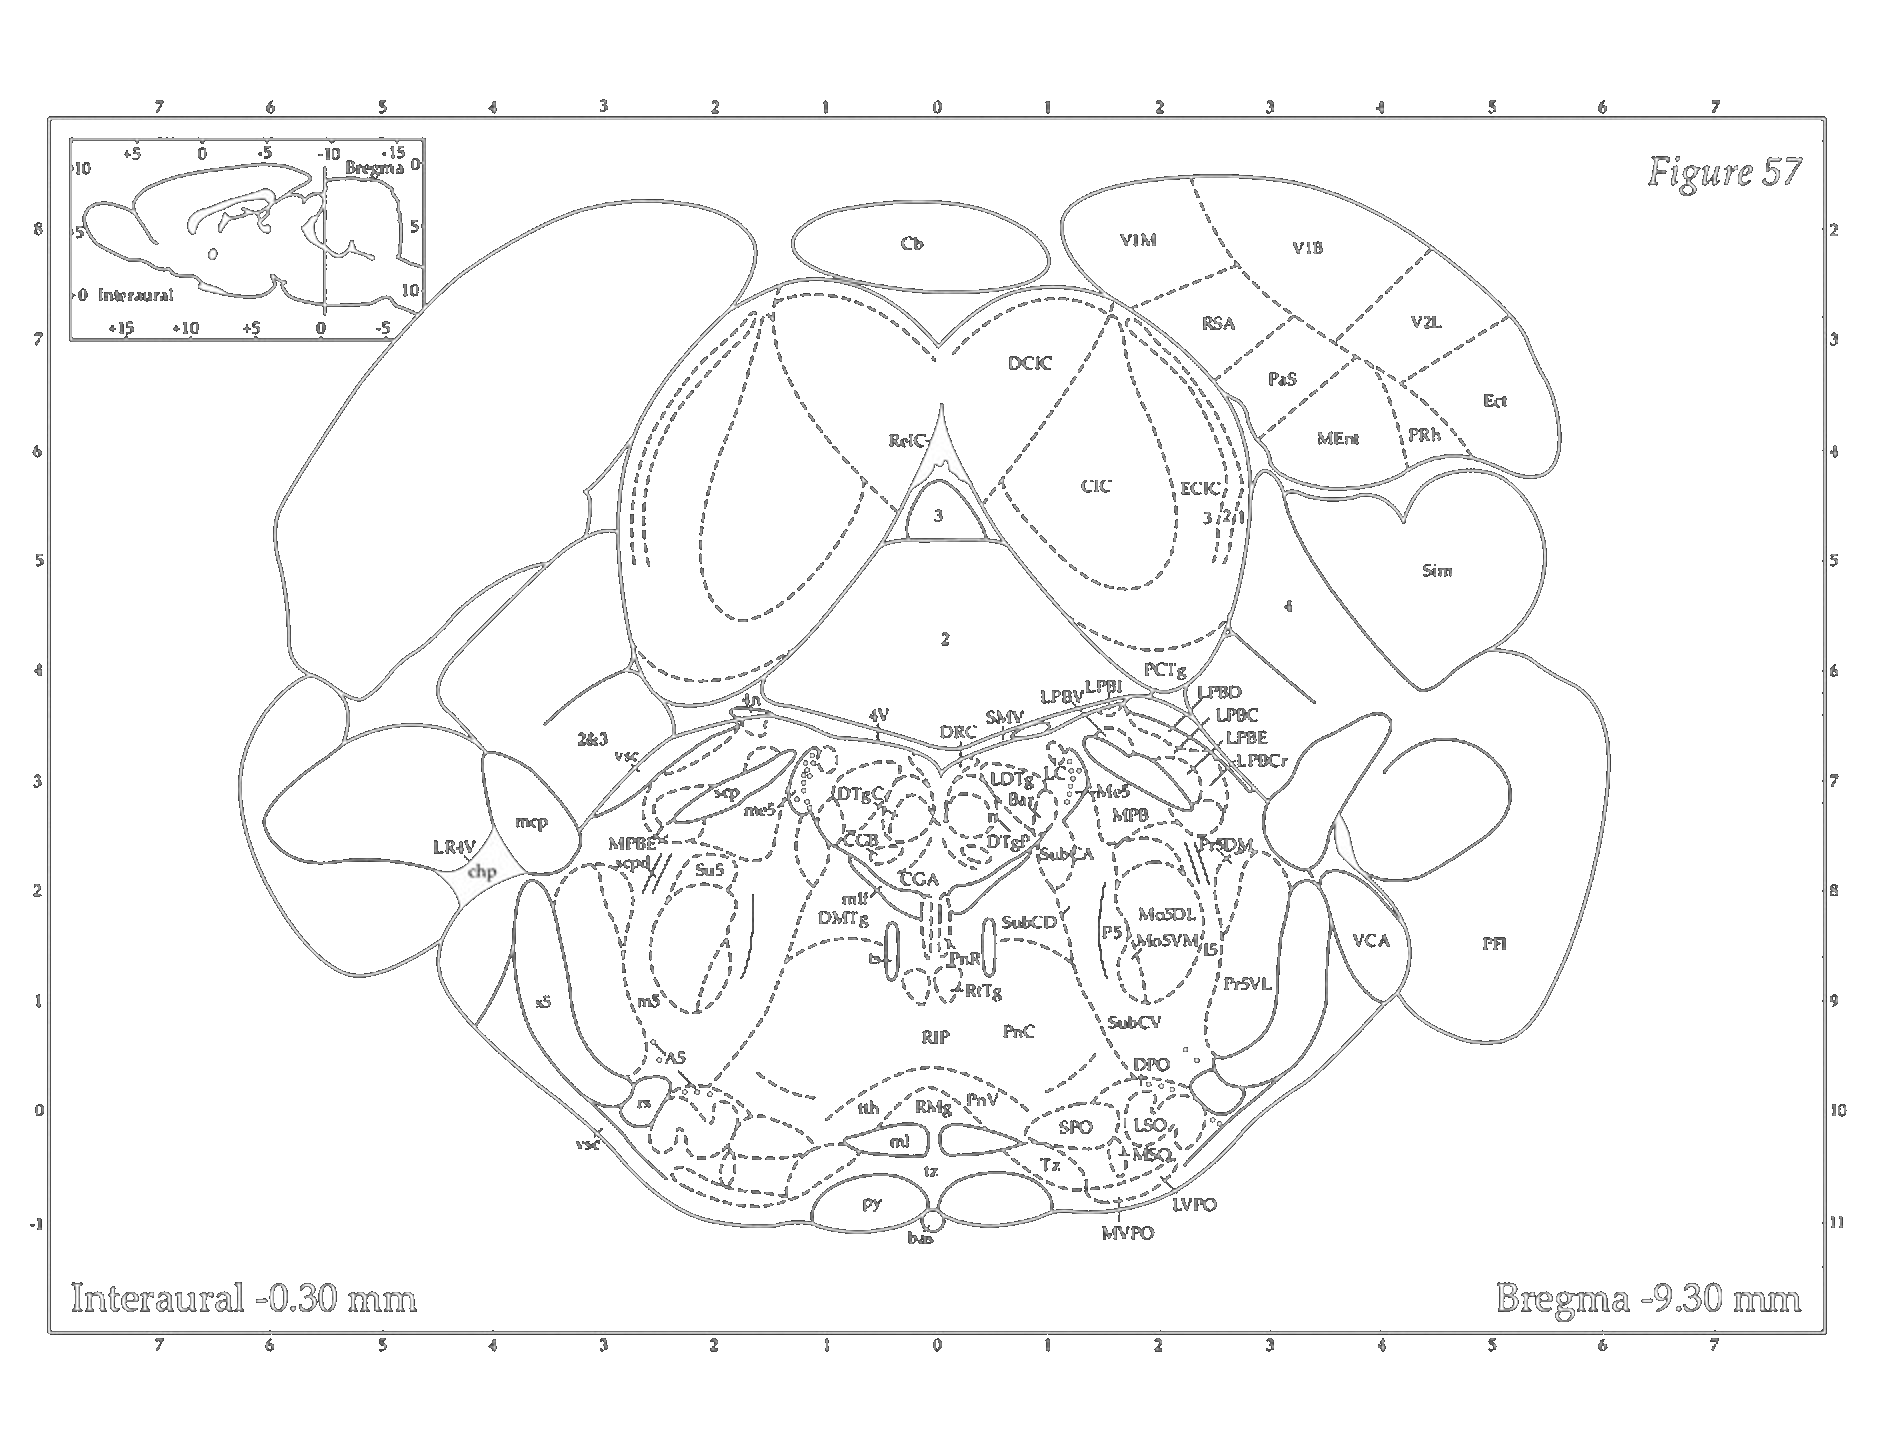 7 6 5 4 3 2 1 0 1 2 3 4 5 6 7
Figure 57
+5 0 -5 -10 -15
10 Bregma 0
5 5
0 Interaural 10
+15 +10 +5 0 -5
8 Cb V1M V1B 2
7 RSA V2L 3
DCIC PaS
Ect
6 ReIC MEnt PRh 4
CIC ECIC
3 3 2 1
5 Sim 5
4
2
4 PCTg 6
4n LPBV LPBI LPBD
4V SMV LPBC
2&3 DRC LPBE
vsc LPBCr
3 LDTg LC 7
scp DTgC Me5
me5 Bar
mcp MPB
LR4V MPBE CCB DTgP Pr5DM
scpd SubCA
chp Su5 CGA
2 8
mlf
DMTg SubCD Mo5DL
P5 Mo5VM I5 VCA PFl
ts PnR
Pr5VL
1 s5 m5 RtTg 9
RIP PnC SubCV
A5 DPO
0 rs tth RMg PnV 10
SPO LSO
vsc ml MSO
tz Tz
py LVPO
-1 MVPO 11
bas
Interaural -0.30 mm
Bregma -9.30 mm
7 6 5 4 3 2 1 0 1 2 3 4 5 6 7